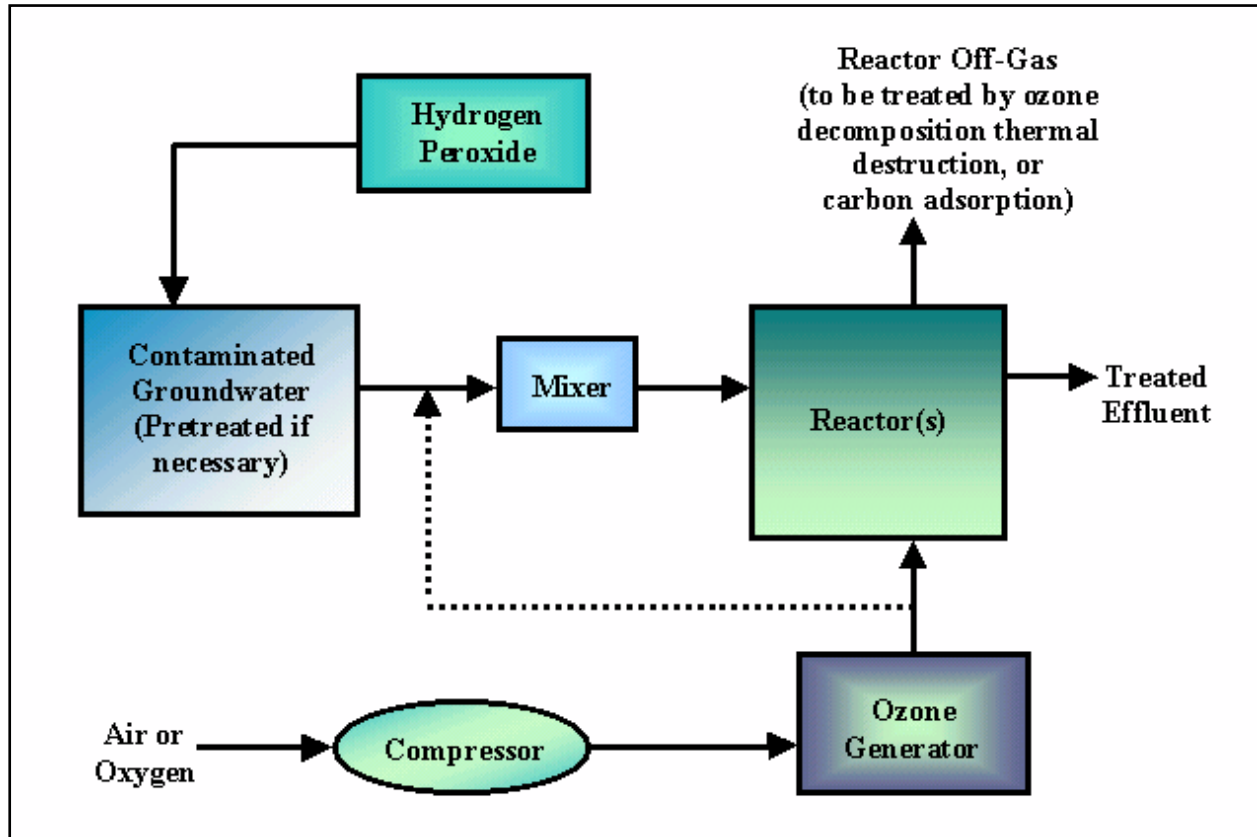 Hydrogen
Peroxide
Reactor Off-Gas
(to be treated by ozone
decomposition thermal
destruction, or
carbon adsorption)
Contaminated
Groundwater
(Pretreated if
necessary)
Mixer
Reactor(s)
Treated
Effluent
Air or
Oxygen
Compressor
Ozone
Generator